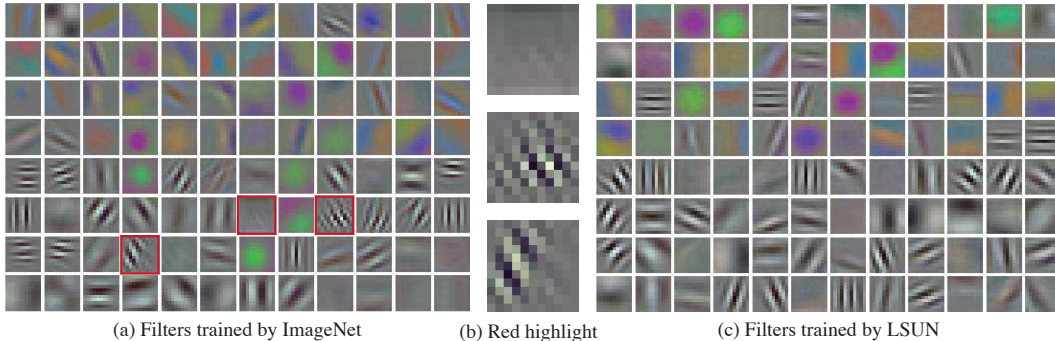 (a) Filters trained by ImageNet
(b) Red highlight
(c) Filters trained by LSUN